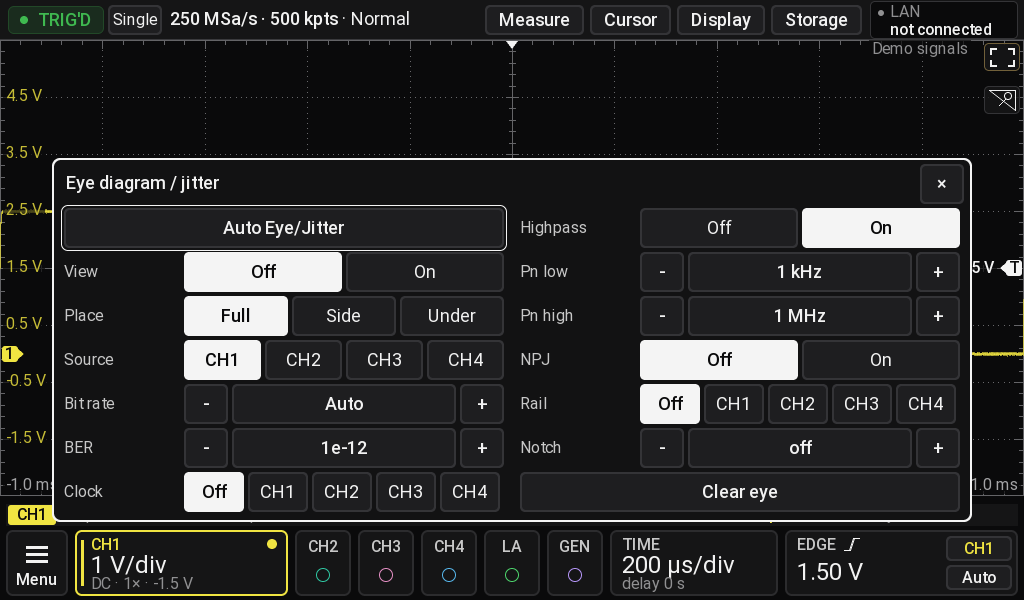 TRIG'D
Single
250 MSa/s · 500 kpts · Normal
Measure
Cursor
Display
Storage
LAN
not connected
Demo signals
4.5 V
3.5 V
2.5 V
1.5 V
0.5 V
-0.5 V
-1.5 V
-1.0 ms
1.0 ms
5 V
T
1
Eye diagram / jitter
×
Auto Eye/Jitter
View
Off
On
Place
Full
Side
Under
Source
CH1
CH2
CH3
CH4
Bit rate
-
Auto
+
BER
-
1e-12
+
Clock
Off
CH1
CH2
CH3
CH4
Highpass
Off
On
Pn low
-
1 kHz
+
Pn high
-
1 MHz
+
NPJ
Off
On
Rail
Off
CH1
CH2
CH3
CH4
Notch
-
off
+
Clear eye
CH1
Menu
CH1
1 V/div
DC · 1× · -1.5 V
CH2
CH3
CH4
LA
GEN
TIME
200 µs/div
delay 0 s
EDGE
1.50 V
CH1
Auto